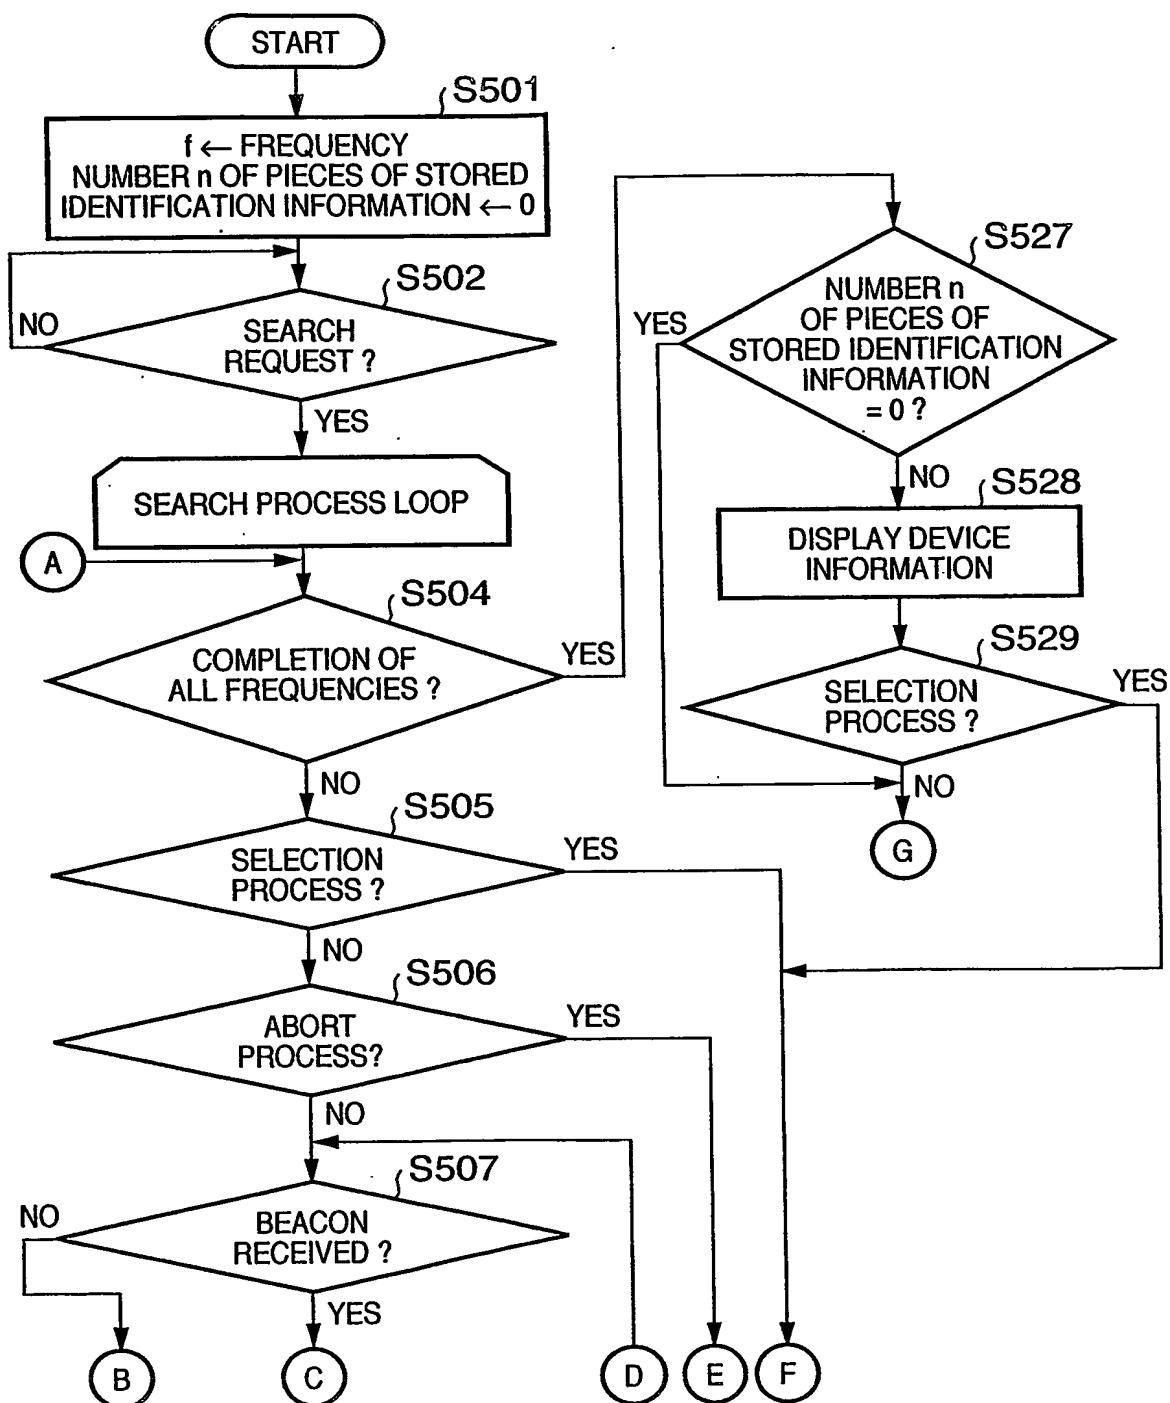 START
S501
f ← FREQUENCY
NUMBER n OF PIECES OF STORED
IDENTIFICATION INFORMATION ← 0
S502
NO
SEARCH
REQUEST ?
YES
SEARCH PROCESS LOOP
A
S504
COMPLETION OF
ALL FREQUENCIES ?
YES
NO
S505
SELECTION
PROCESS ?
YES
NO
S506
ABORT
PROCESS?
YES
NO
S507
NO
BEACON
RECEIVED ?
YES
B
C
D
E
F
S527
YES
NUMBER n
OF PIECES OF
STORED IDENTIFICATION
INFORMATION
= 0 ?
NO
S528
DISPLAY DEVICE
INFORMATION
S529
SELECTION
PROCESS ?
YES
NO
G